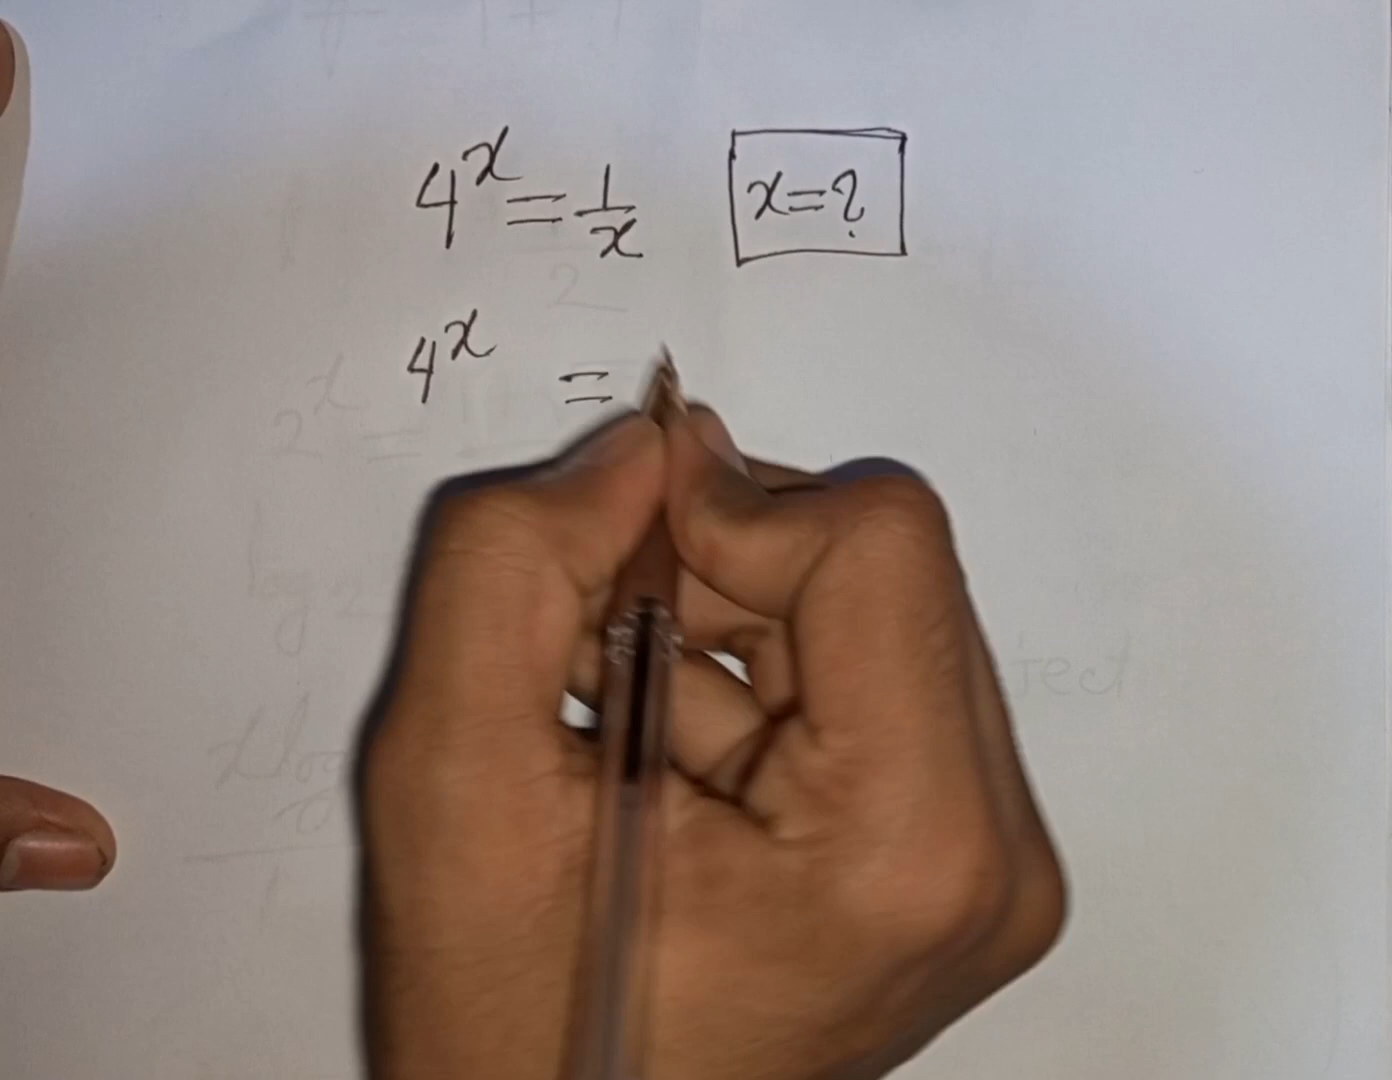 4^x = 1/x   x=?
4^x =